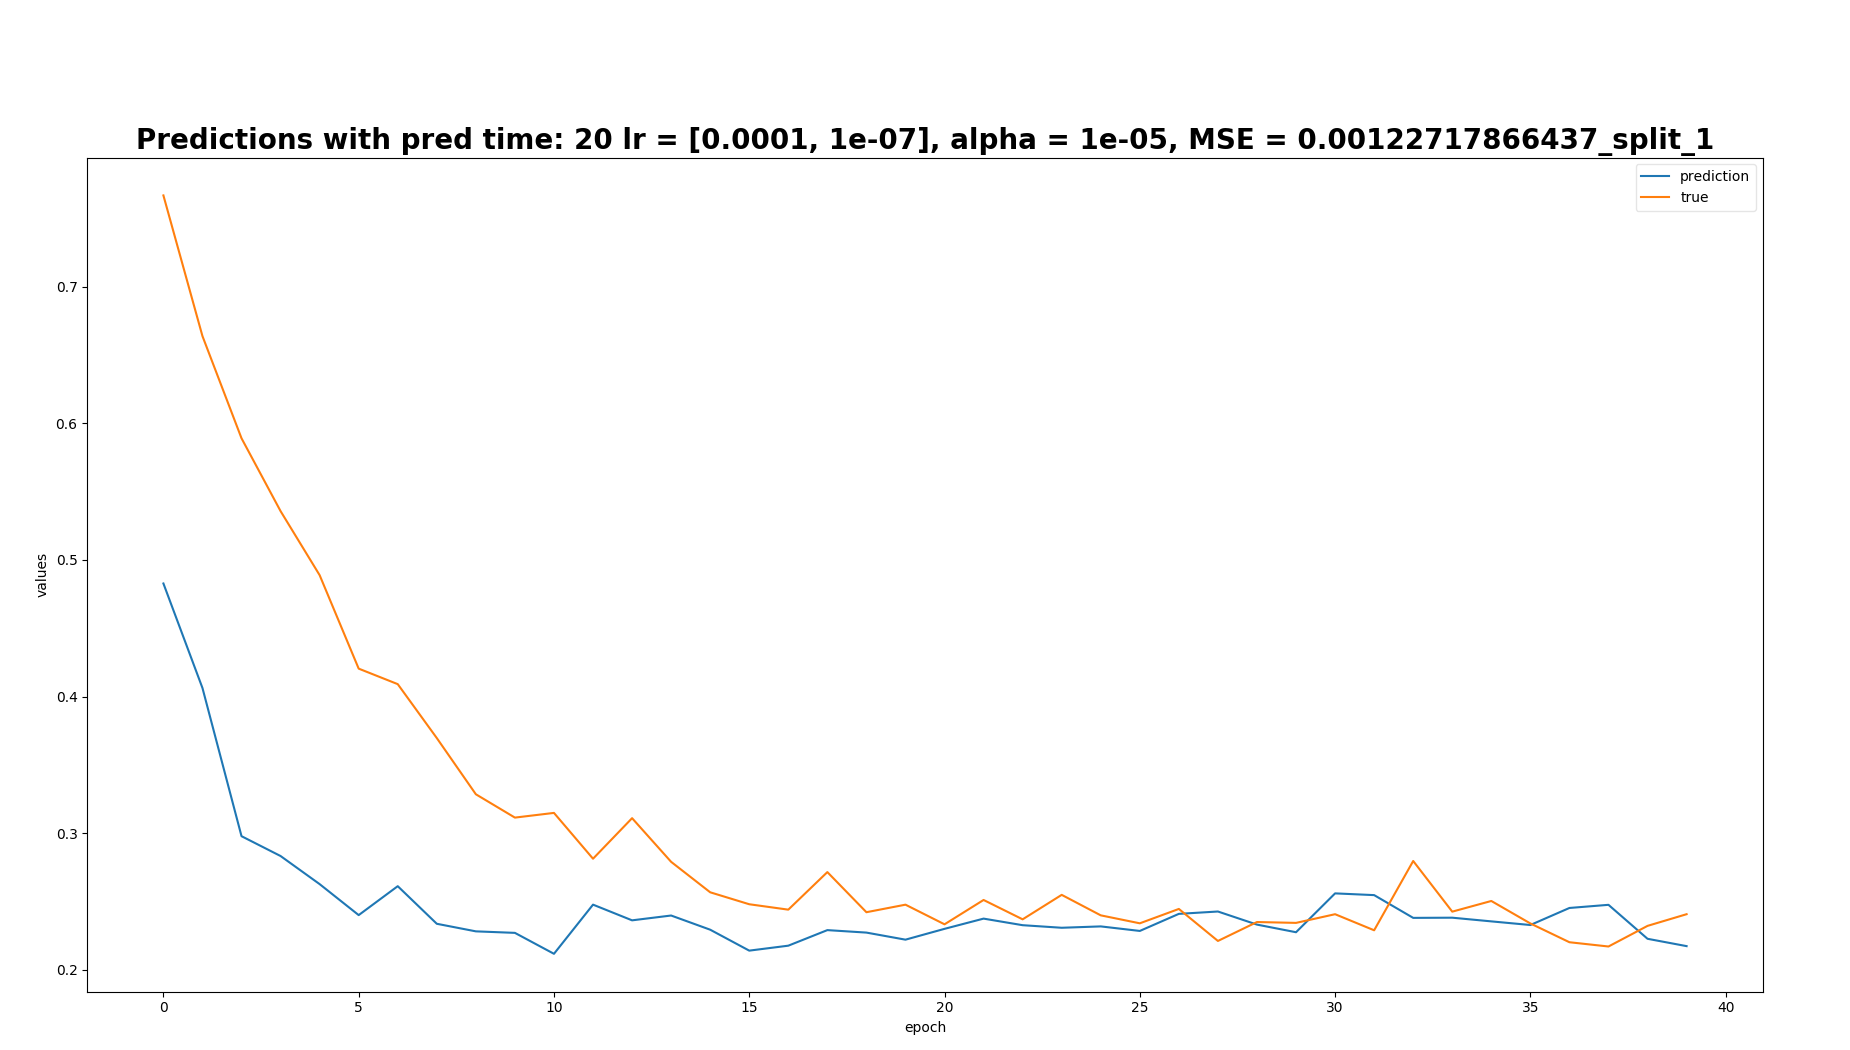 Predictions with pred time: 20 lr = [0.0001, 1e-07], alpha = 1e-05, MSE = 0.00122717866437_split_1
prediction
true
values
0.7
0.6
0.5
0.4
0.3
0.2
0 5 10 15 20 25 30 35 40
epoch